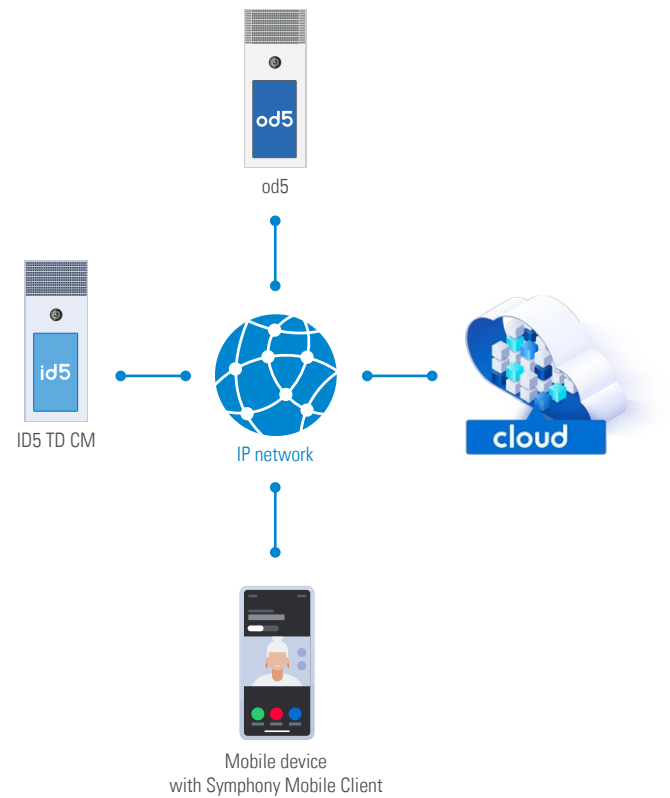 od5
od5
id5
ID5 TD CM
IP network
cloud
Mobile device
with Symphony Mobile Client